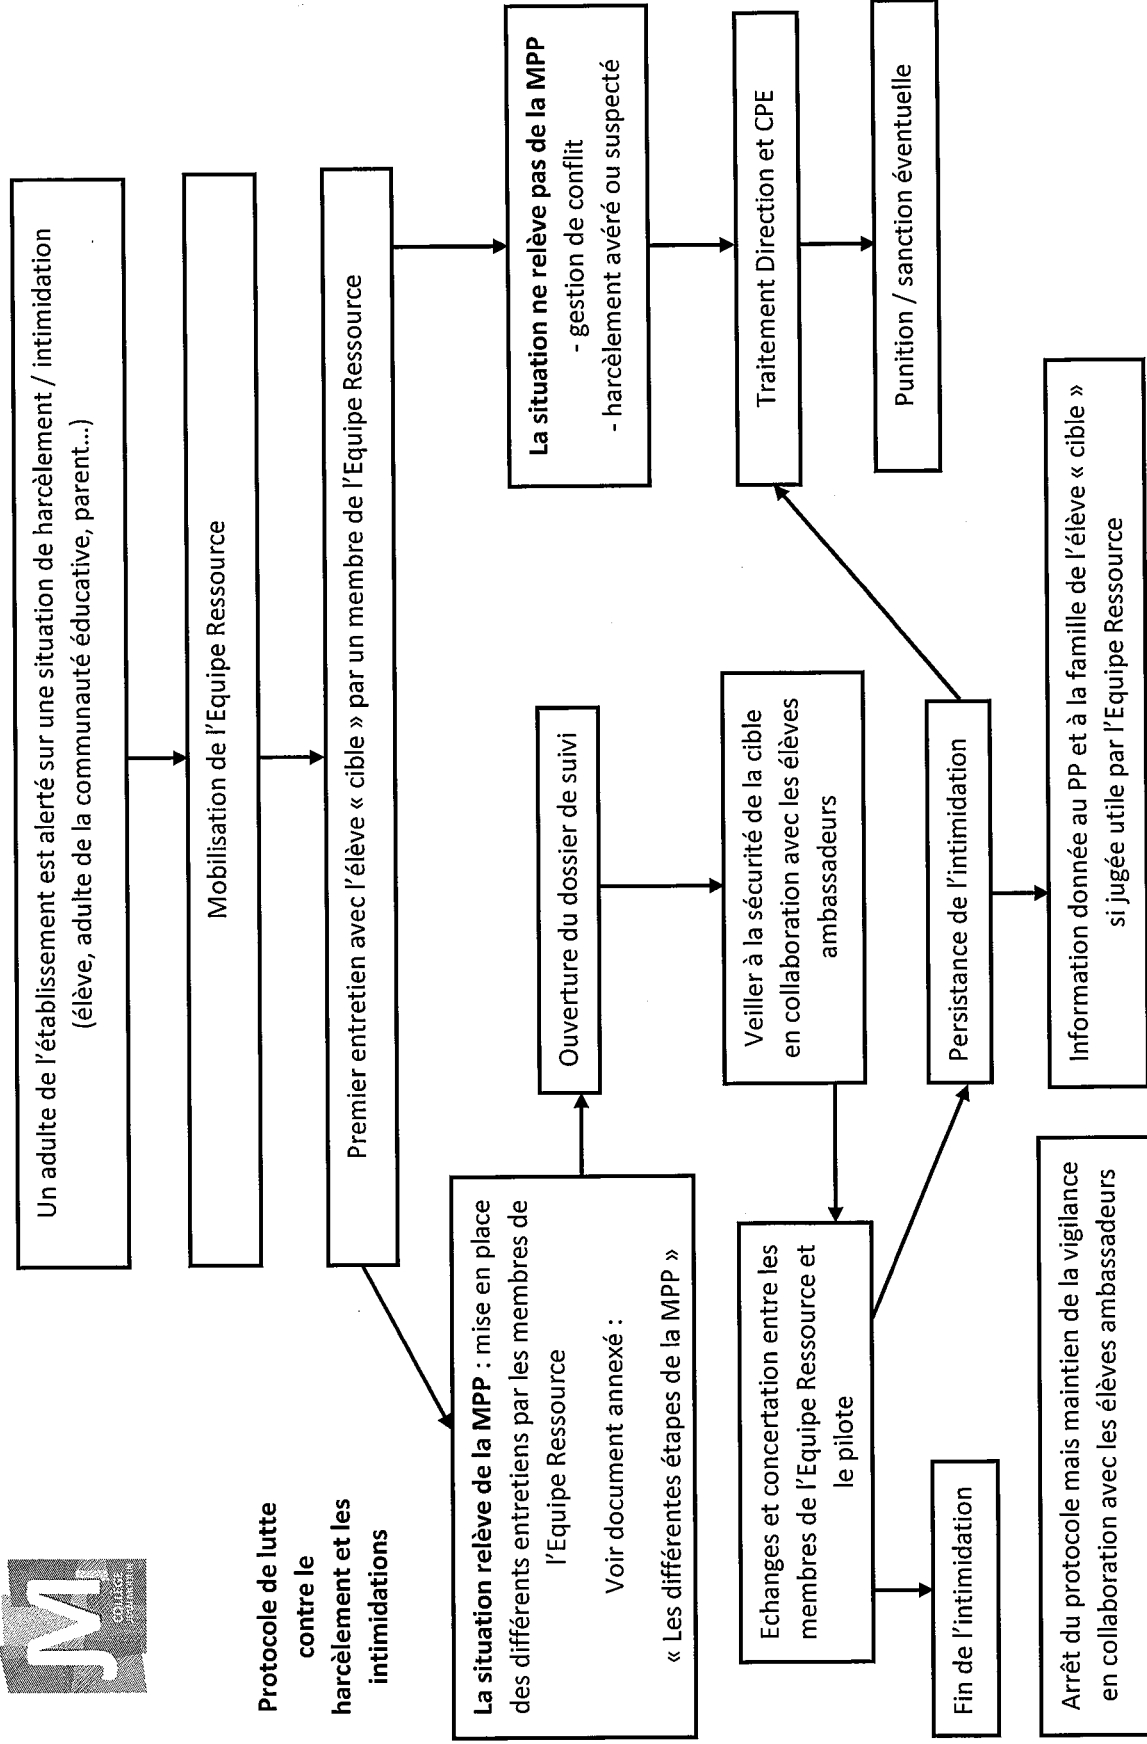 JM
COLLEGE
Protocole de lutte
contre le
harcèlement et les
intimidations
Un adulte de l'établissement est alerté sur une situation de harcèlement / intimidation
(élève, adulte de la communauté éducative, parent...)
Mobilisation de l'Equipe Ressource
Premier entretien avec l'élève « cible » par un membre de l'Equipe Ressource
La situation relève de la MPP : mise en place
des différents entretiens par les membres de
l'Equipe Ressource
Voir document annexé :
« Les différentes étapes de la MPP »
Ouverture du dossier de suivi
La situation ne relève pas de la MPP
- gestion de conflit
- harcèlement avéré ou suspecté
Echanges et concertation entre les
membres de l'Equipe Ressource et
le pilote
Veiller à la sécurité de la cible
en collaboration avec les élèves
ambassadeurs
Traitement Direction et CPE
Fin de l'intimidation
Persistance de l'intimidation
Punition / sanction éventuelle
Arrêt du protocole mais maintien de la vigilance
en collaboration avec les élèves ambassadeurs
Information donnée au PP et à la famille de l'élève « cible »
si jugée utile par l'Equipe Ressource